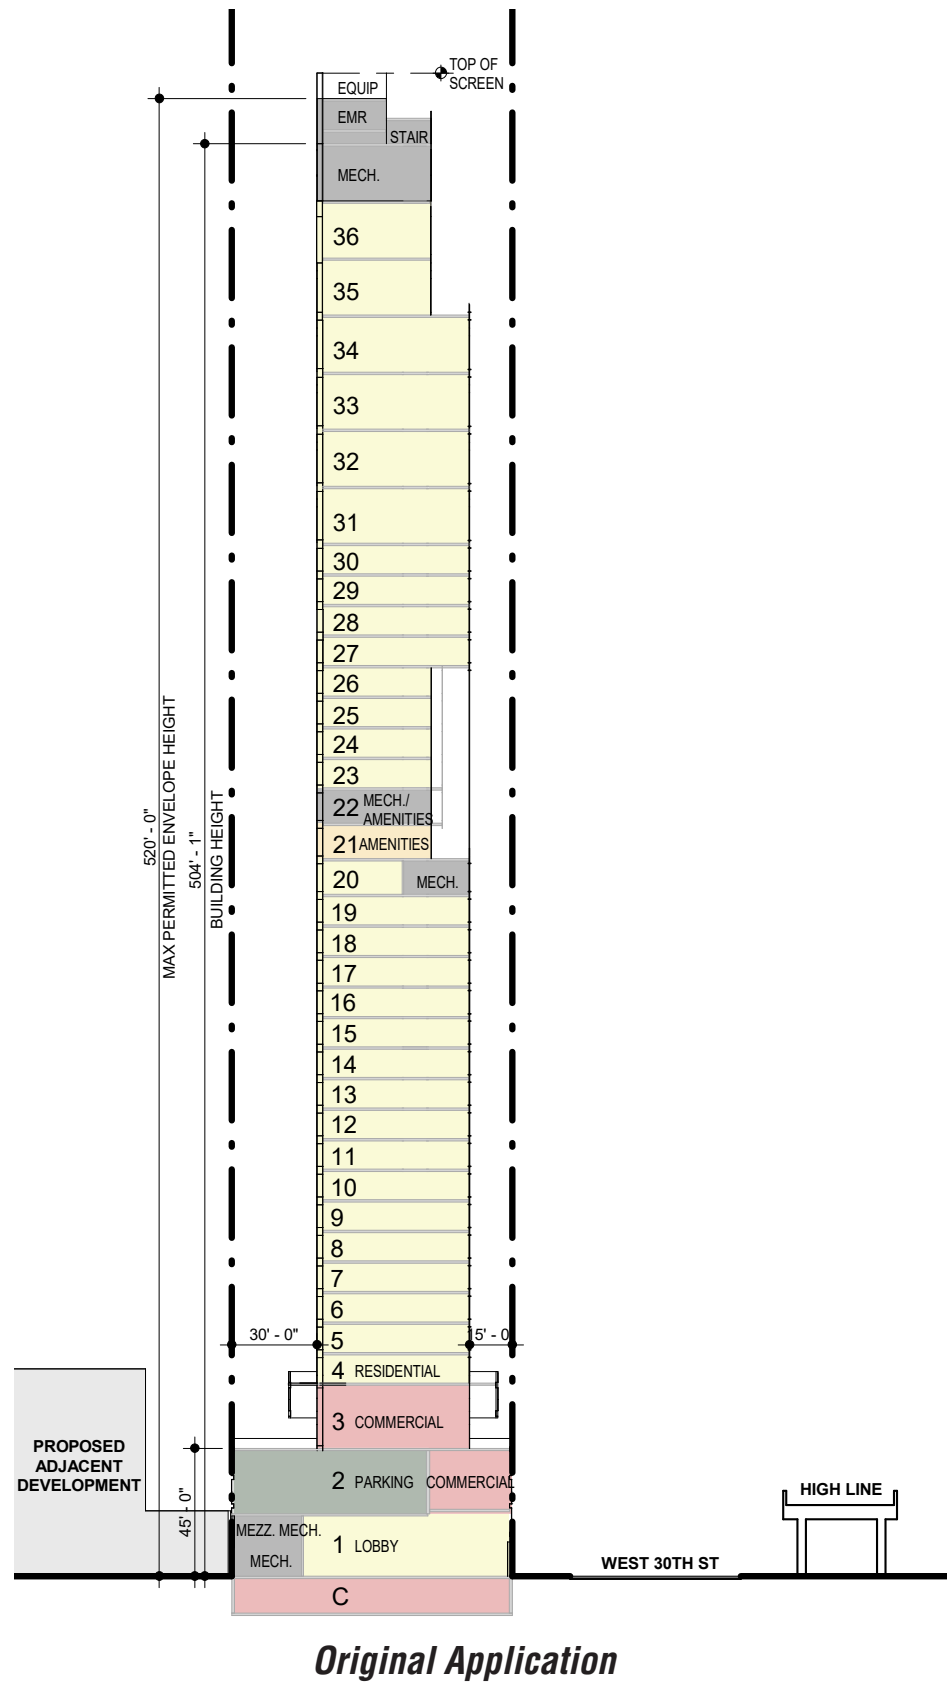 TOP OF
SCREEN
EQUIP
EMR
STAIR
MECH.
36
35
34
33
32
31
30
29
28
27
26
25
24
23
22 MECH./
AMENITIES
21 AMENITIES
20 MECH.
19
18
17
16
15
14
13
12
11
10
9
8
7
6
5
4 RESIDENTIAL
3 COMMERCIAL
2 PARKING COMMERCIAL
MEZZ. MECH.
1 LOBBY
MECH.
C
520' - 0"
MAX PERMITTED ENVELOPE HEIGHT
504' - 1"
BUILDING HEIGHT
30' - 0"
5' - 0
45' - 0"
PROPOSED
ADJACENT
DEVELOPMENT
HIGH LINE
WEST 30TH ST
Original Application